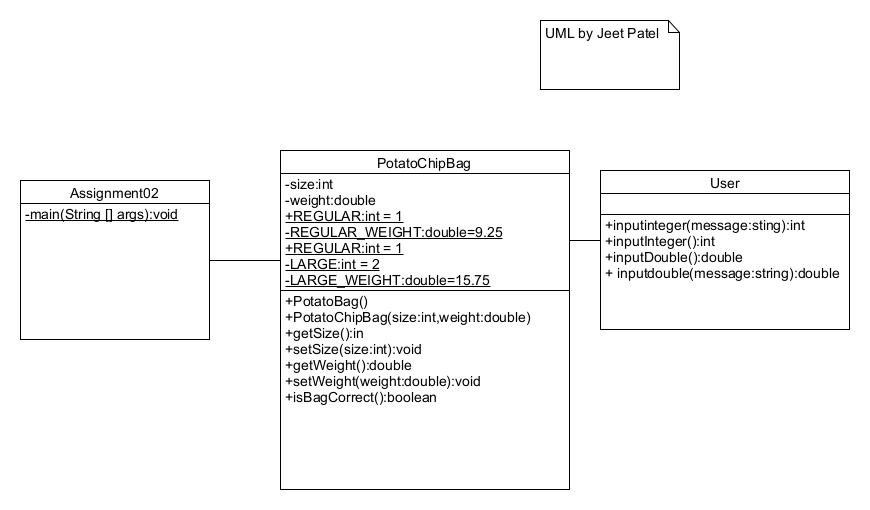 UML by Jeet Patel
Assignment02
-main(String [] args):void
PotatoChipBag
-size:int
-weight:double
+REGULAR:int = 1
-REGULAR_WEIGHT:double=9.25
+REGULAR:int = 1
-LARGE:int = 2
-LARGE_WEIGHT:double=15.75
+PotatoBag()
+PotatoChipBag(size:int,weight:double)
+getSize():in
+setSize(size:int):void
+getWeight():double
+setWeight(weight:double):void
+isBagCorrect():boolean
User
+inputinteger(message:sting):int
+inputInteger():int
+inputDouble():double
+ inputdouble(message:string):double